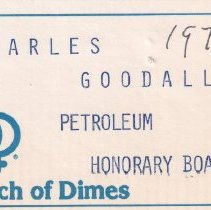 ARLES 197
GOODALL
PETROLEUM
HONORARY BOA
ch of Dimes